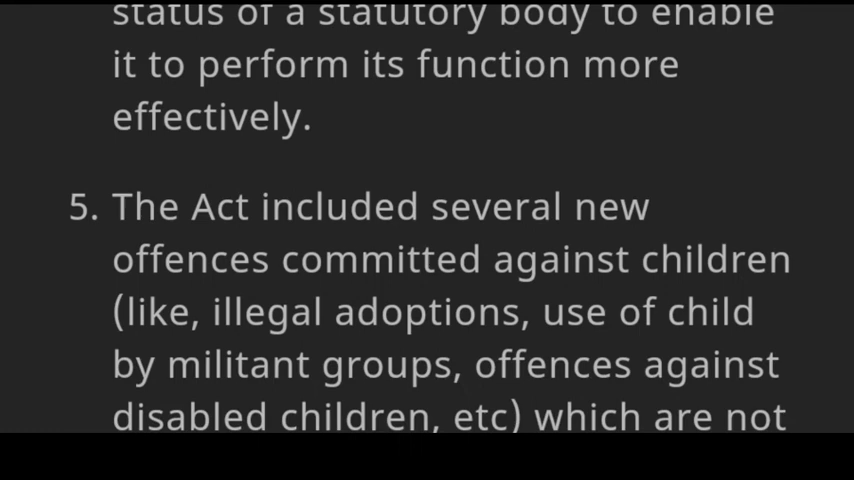 status of a statutory body to enable
it to perform its function more
effectively.
5. The Act included several new
offences committed against children
(like, illegal adoptions, use of child
by militant groups, offences against
disabled children, etc) which are not